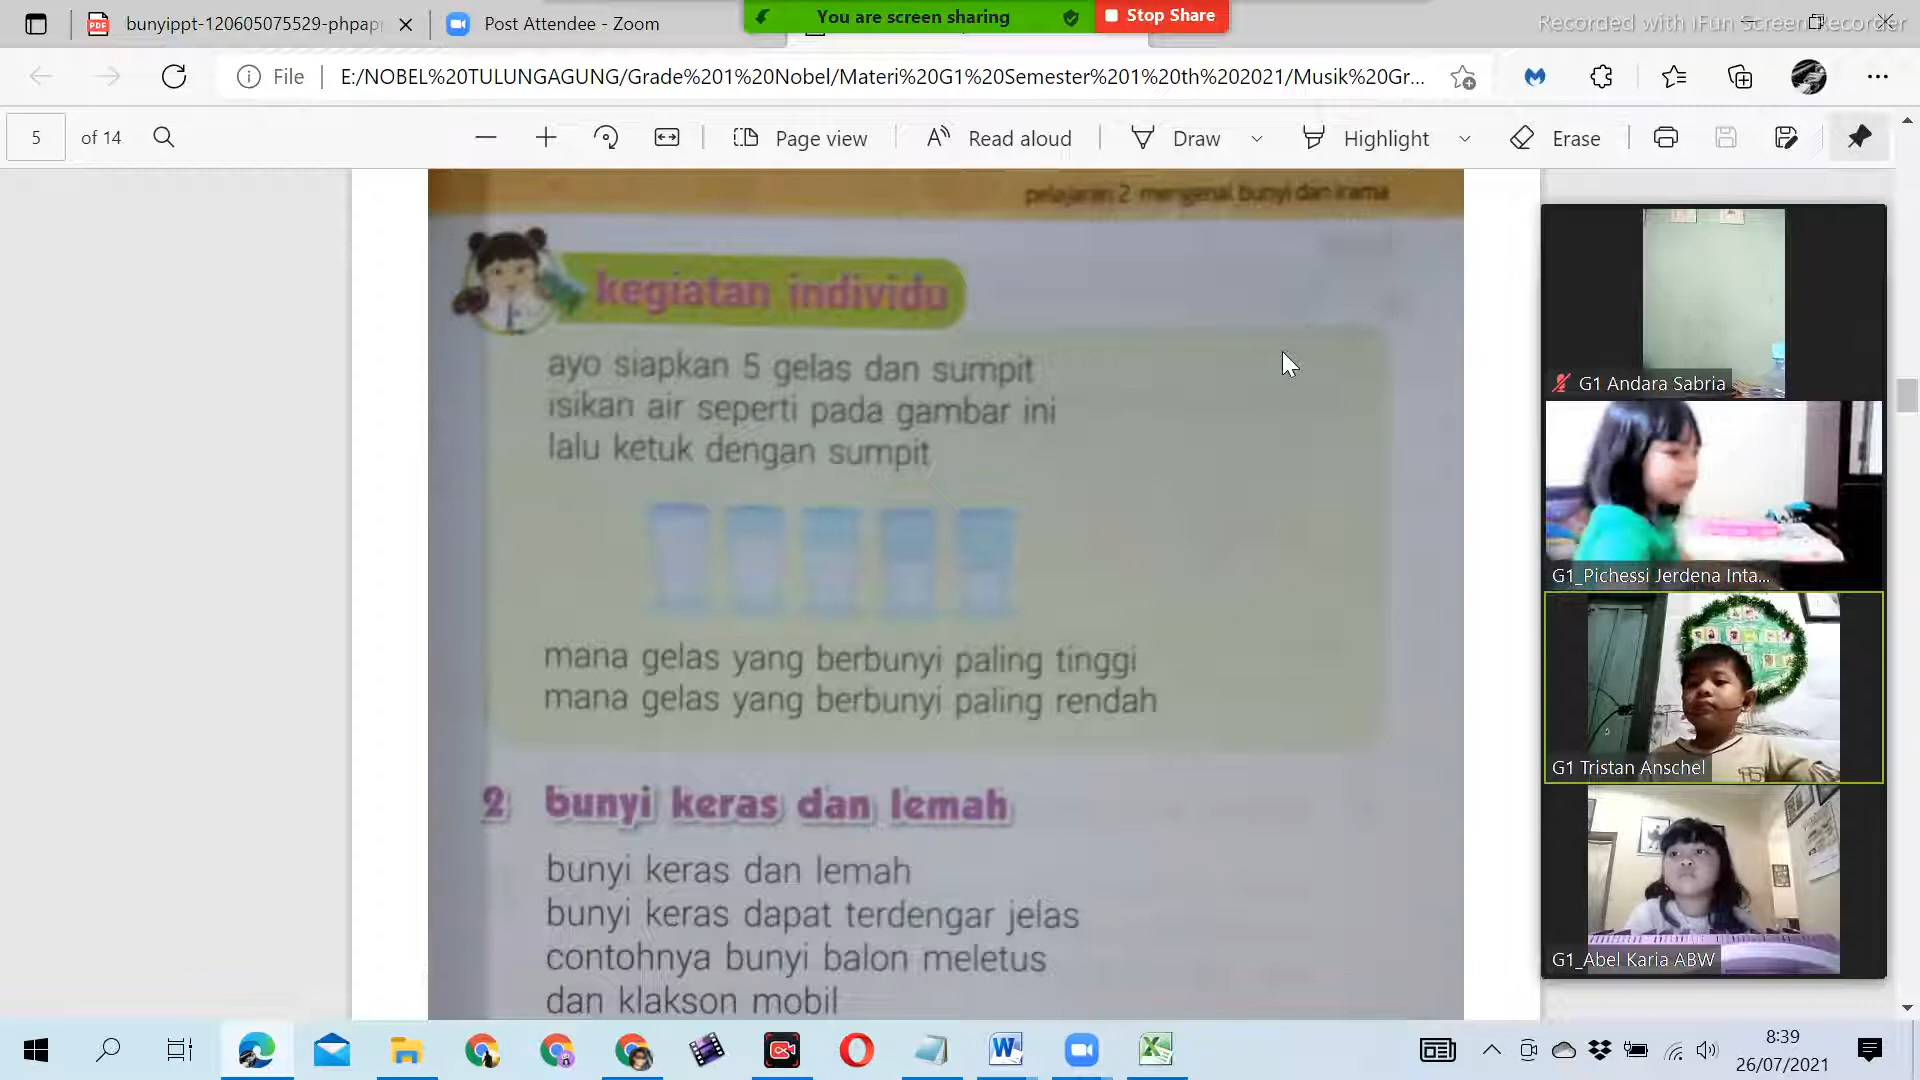 bunyippt-120605075529-phpap
Post Attendee - Zoom
You are screen sharing
Stop Share
Recorded with iFun Screen Recorder
File
E:/NOBEL%20TULUNGAGUNG/Grade%201%20Nobel/Materi%20G1%20Semester%201%20th%202021/Musik%20Gr...
5 of 14
Page view
Read aloud
Draw
Highlight
Erase
pelajaran 2 mengenal bunyi dan irama
kegiatan individu
ayo siapkan 5 gelas dan sumpit
isikan air seperti pada gambar ini
lalu ketuk dengan sumpit
mana gelas yang berbunyi paling tinggi
mana gelas yang berbunyi paling rendah
2 bunyi keras dan lemah
bunyi keras dan lemah
bunyi keras dapat terdengar jelas
contohnya bunyi balon meletus
dan klakson mobil
G1 Andara Sabria
G1_Pichessi Jerdena Inta...
G1 Tristan Anschel
G1_Abel Karia ABW
8:39
26/07/2021